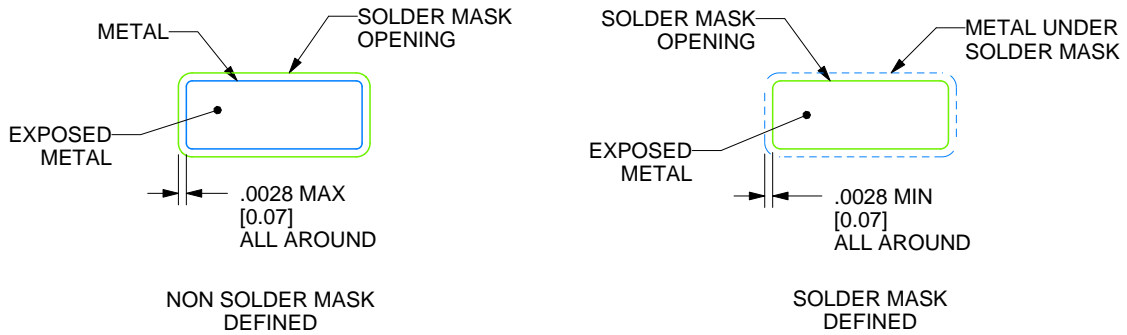 METAL
SOLDER MASK
OPENING
EXPOSED
METAL
.0028 MAX
[0.07]
ALL AROUND
NON SOLDER MASK
DEFINED
SOLDER MASK
OPENING
METAL UNDER
SOLDER MASK
EXPOSED
METAL
.0028 MIN
[0.07]
ALL AROUND
SOLDER MASK
DEFINED